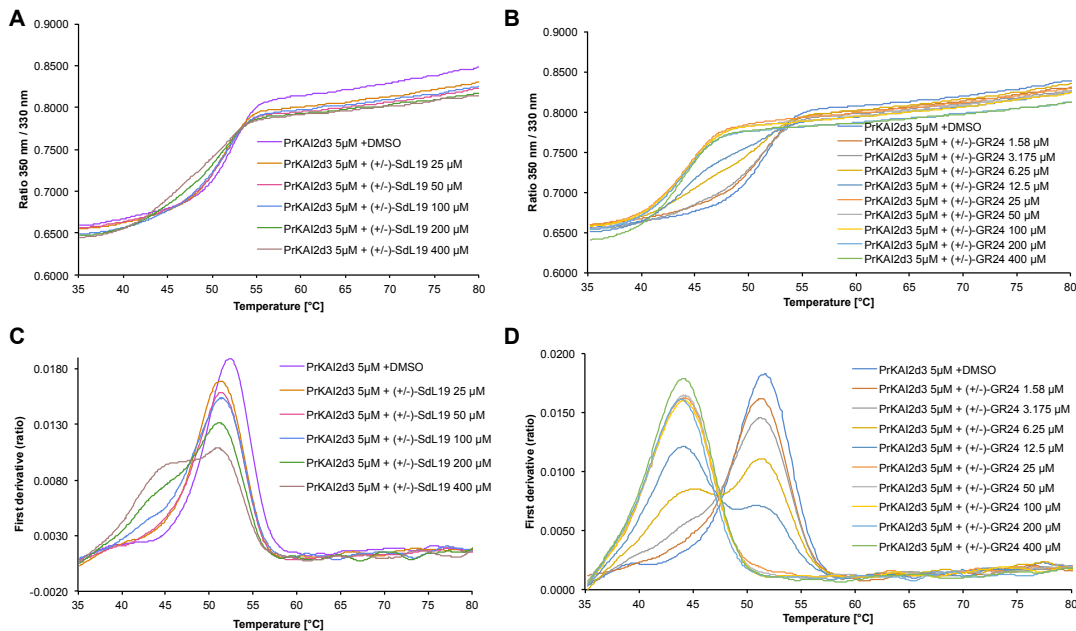 A
0.9000
0.8500
0.8000
0.7500
0.7000
0.6500
0.6000
Ratio 350 nm / 330 nm
35 40 45 50 55 60 65 70 75 80
Temperature [°C]
PrKAI2d3 5µM +DMSO
PrKAI2d3 5µM + (+/-)-SdL19 25 µM
PrKAI2d3 5µM + (+/-)-SdL19 50 µM
PrKAI2d3 5µM + (+/-)-SdL19 100 µM
PrKAI2d3 5µM + (+/-)-SdL19 200 µM
PrKAI2d3 5µM + (+/-)-SdL19 400 µM
B
0.9000
0.8500
0.8000
0.7500
0.7000
0.6500
0.6000
Ratio 350 nm / 330 nm
35 40 45 50 55 60 65 70 75 80
Temperature [°C]
PrKAI2d3 5µM +DMSO
PrKAI2d3 5µM + (+/-)-GR24 1.58 µM
PrKAI2d3 5µM + (+/-)-GR24 3.175 µM
PrKAI2d3 5µM + (+/-)-GR24 6.25 µM
PrKAI2d3 5µM + (+/-)-GR24 12.5 µM
PrKAI2d3 5µM + (+/-)-GR24 25 µM
PrKAI2d3 5µM + (+/-)-GR24 50 µM
PrKAI2d3 5µM + (+/-)-GR24 100 µM
PrKAI2d3 5µM + (+/-)-GR24 200 µM
PrKAI2d3 5µM + (+/-)-GR24 400 µM
C
0.0180
0.0130
0.0080
0.0030
-0.0020
First derivative (ratio)
35 40 45 50 55 60 65 70 75 80
Temperature [°C]
PrKAI2d3 5µM +DMSO
PrKAI2d3 5µM + (+/-)-SdL19 25 µM
PrKAI2d3 5µM + (+/-)-SdL19 50 µM
PrKAI2d3 5µM + (+/-)-SdL19 100 µM
PrKAI2d3 5µM + (+/-)-SdL19 200 µM
PrKAI2d3 5µM + (+/-)-SdL19 400 µM
D
0.0200
0.0150
0.0100
0.0050
0.0000
First derivative (ratio)
35 40 45 50 55 60 65 70 75 80
Temperature [°C]
PrKAI2d3 5µM +DMSO
PrKAI2d3 5µM + (+/-)-GR24 1.58 µM
PrKAI2d3 5µM + (+/-)-GR24 3.175 µM
PrKAI2d3 5µM + (+/-)-GR24 6.25 µM
PrKAI2d3 5µM + (+/-)-GR24 12.5 µM
PrKAI2d3 5µM + (+/-)-GR24 25 µM
PrKAI2d3 5µM + (+/-)-GR24 50 µM
PrKAI2d3 5µM + (+/-)-GR24 100 µM
PrKAI2d3 5µM + (+/-)-GR24 200 µM
PrKAI2d3 5µM + (+/-)-GR24 400 µM